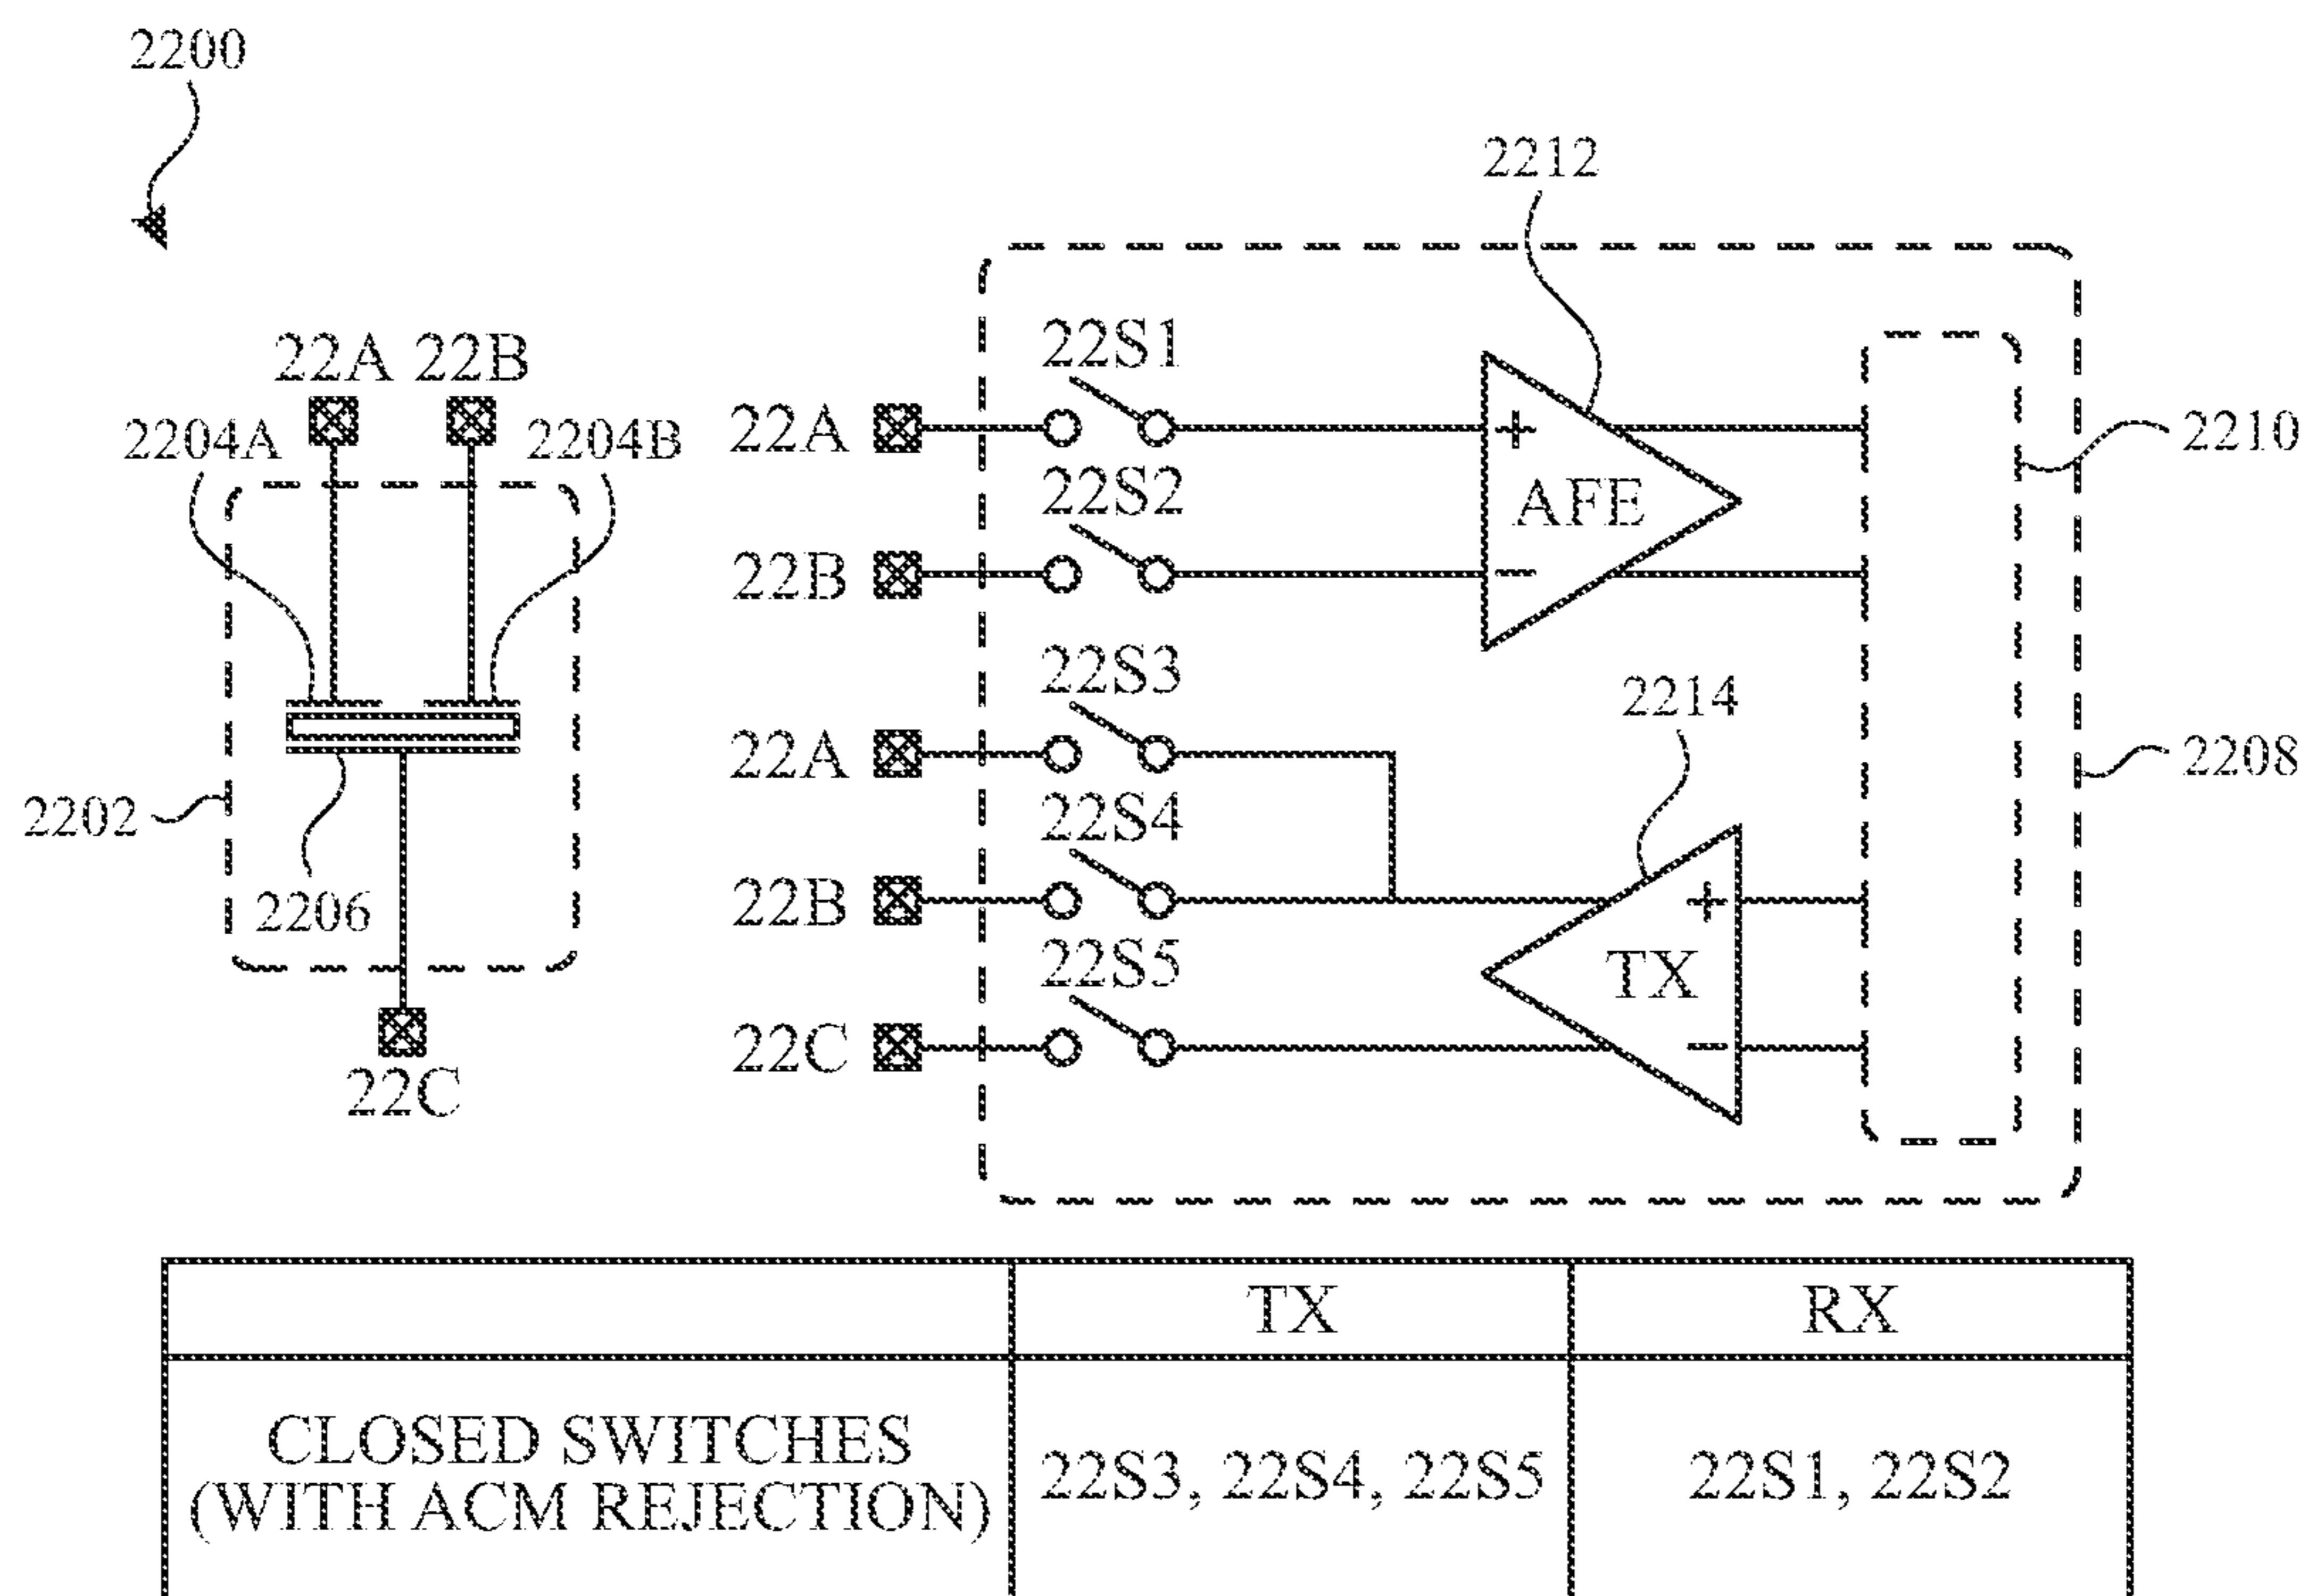 2200
2212
22A 22B
2204A
2204B
22A
22S1
+
AFE
2210
22S2
22B
−
22S3
22A
2214
2208
22S4
22B
+
TX
22S5
22C
−
2202
2206
22C
TX RX
CLOSED SWITCHES
(WITH ACM REJECTION)
22S3, 22S4, 22S5
22S1, 22S2